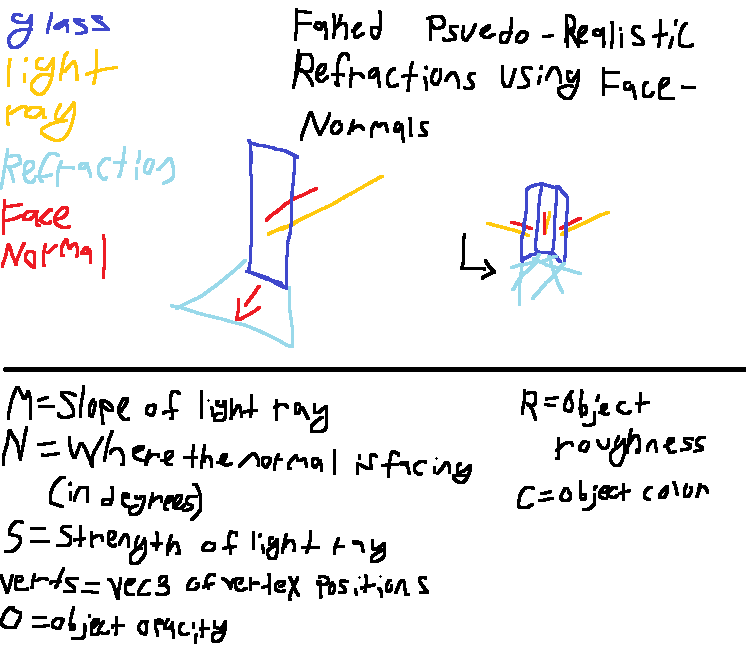 glass
light
ray
Refraction
Face
Normal
Faked Psuedo-Realistic
Refractions using Face-
Normals
M=Slope of light ray
N=Where the normal is facing
(in degrees)
S=Strength of light ray
verts=vec3 of vertex positions
O=object opacity
R=Object
roughness
C=object color